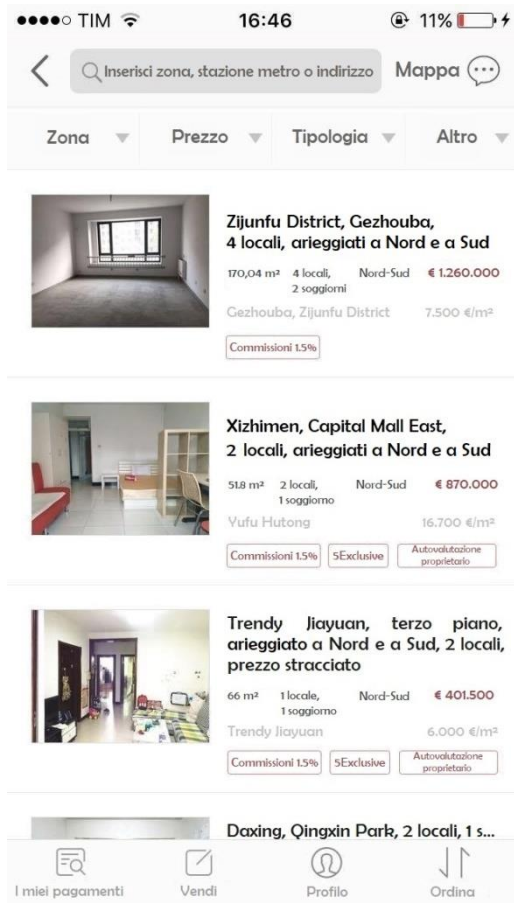 TIM 16:46 11%
Inserisci zona, stazione metro o indirizzo Mappa
Zona Prezzo Tipologia Altro
Zijunfu District, Gezhouba,
4 locali, arieggiati a Nord e a Sud
170,04 m² 4 locali, Nord-Sud € 1.260.000
2 soggiorni
Gezhouba, Zijunfu District 7.500 €/m²
Commissioni 1.5%
Xizhimen, Capital Mall East,
2 locali, arieggiati a Nord e a Sud
51.8 m² 2 locali, Nord-Sud € 870.000
1 soggiorno
Yufu Hutong 16.700 €/m²
Commissioni 1.5% 5Exclusive Autovalutazione
proprietario
Trendy Jiayuan, terzo piano,
arieggiato a Nord e a Sud, 2 locali,
prezzo stracciato
66 m² 1 locale, Nord-Sud € 401.500
1 soggiorno
Trendy Jiayuan 6.000 €/m²
Commissioni 1.5% 5Exclusive Autovalutazione
proprietario
Daxing, Qingxin Park, 2 locali, 1 s...
I miei pagamenti Vendi Profilo Ordina